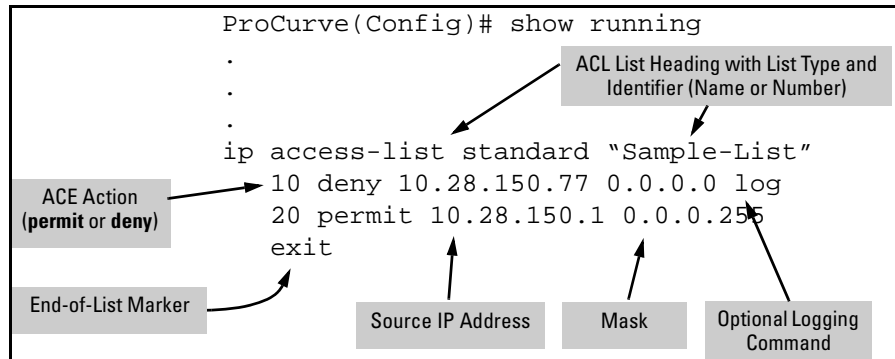 ProCurve(Config)# show running
.
.
.
ACL List Heading with List Type and
Identifier (Name or Number)
ip access-list standard “Sample-List”
10 deny 10.28.150.77 0.0.0.0 log
20 permit 10.28.150.1 0.0.0.255
exit
ACE Action
(permit or deny)
End-of-List Marker
Source IP Address
Mask
Optional Logging
Command